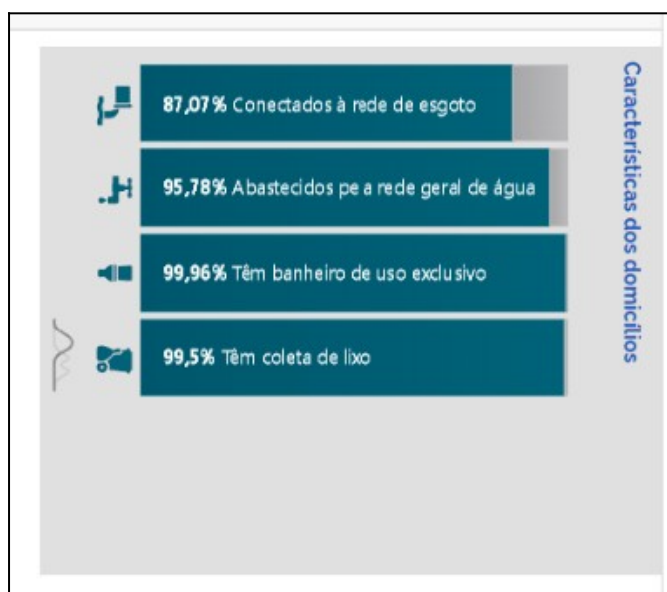 Características dos domicílios
87,07% Conectados à rede de esgoto
95,78% Abastecidos pe a rede geral de água
99,96% Têm banheiro de uso exclusivo
99,5% Têm coleta de lixo